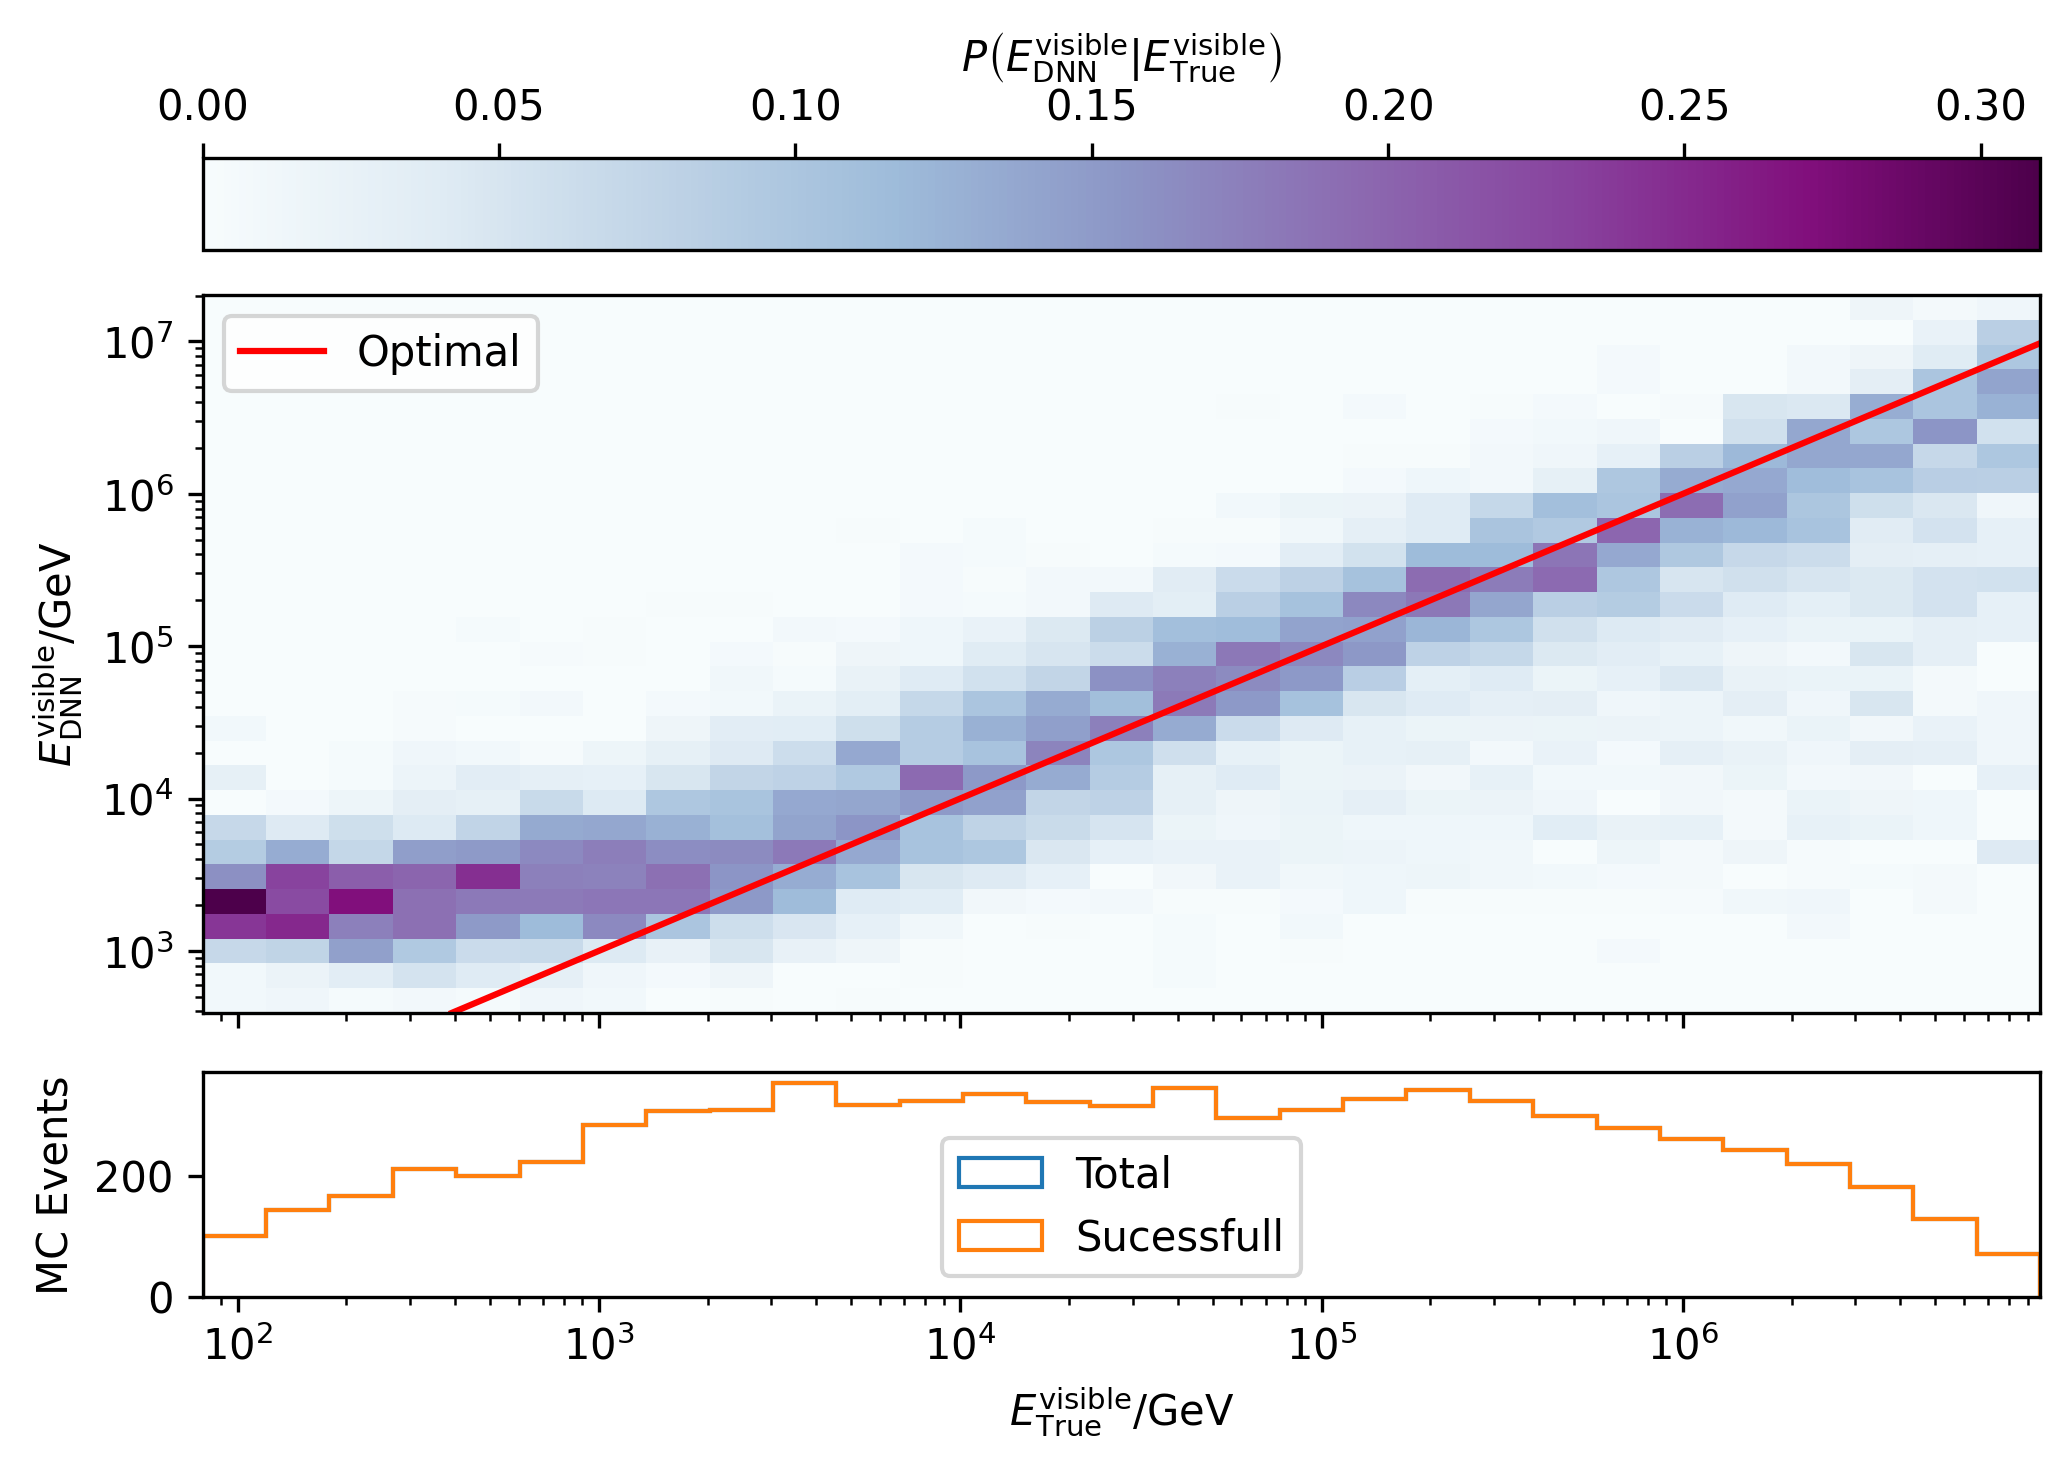 P(E_DNN^visible|E_True^visible)
0.00 0.05 0.10 0.15 0.20 0.25 0.30
Optimal
10^7
10^6
10^5
10^4
10^3
E_DNN^visible/GeV
MC Events
200
0
Total
Sucessfull
10^2 10^3 10^4 10^5 10^6
E_True^visible/GeV